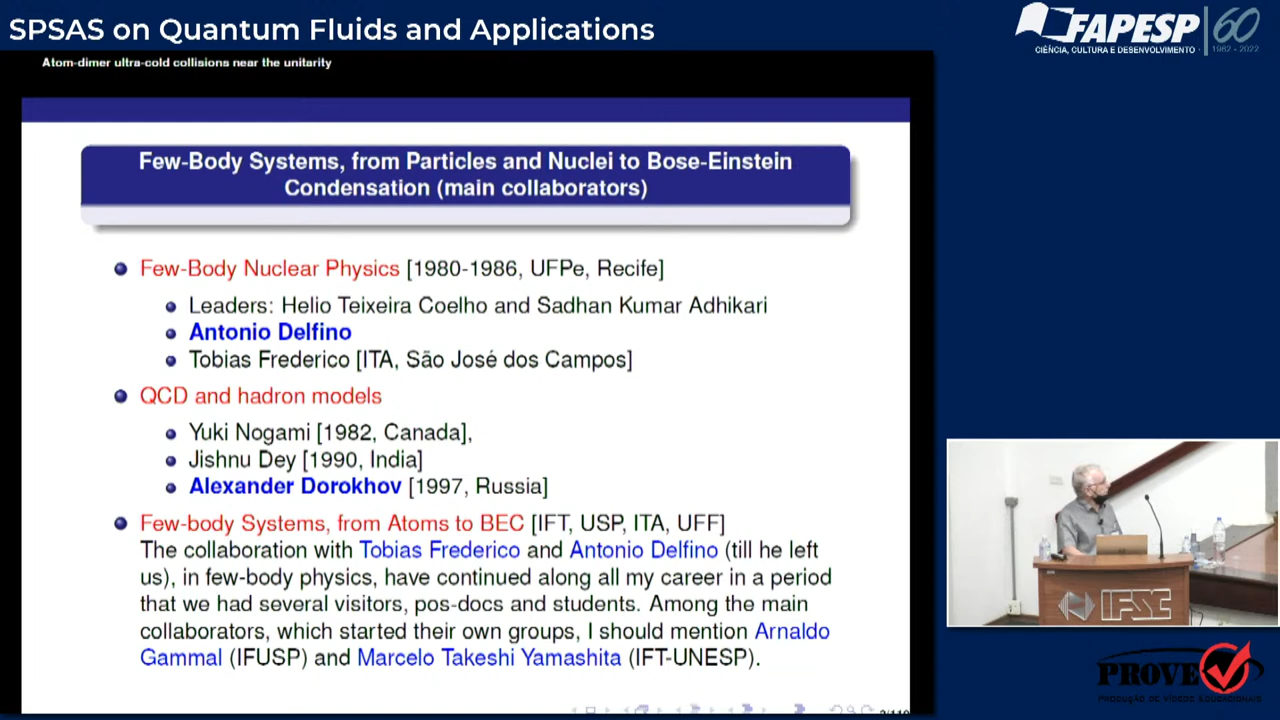 SPSAS on Quantum Fluids and Applications
FAPESP 60
CIÊNCIA, CULTURA E DESENVOLVIMENTO 1962 - 2022
Atom-dimer ultra-cold collisions near the unitarity
Few-Body Systems, from Particles and Nuclei to Bose-Einstein
Condensation (main collaborators)
Few-Body Nuclear Physics [1980-1986, UFPe, Recife]
Leaders: Helio Teixeira Coelho and Sadhan Kumar Adhikari
Antonio Delfino
Tobias Frederico [ITA, São José dos Campos]
QCD and hadron models
Yuki Nogami [1982, Canada],
Jishnu Dey [1990, India]
Alexander Dorokhov [1997, Russia]
Few-body Systems, from Atoms to BEC [IFT, USP, ITA, UFF]
The collaboration with Tobias Frederico and Antonio Delfino (till he left
us), in few-body physics, have continued along all my career in a period
that we had several visitors, pos-docs and students. Among the main
collaborators, which started their own groups, I should mention Arnaldo
Gammal (IFUSP) and Marcelo Takeshi Yamashita (IFT-UNESP).
IFSC
PROVE
PRODUÇÃO DE VÍDEOS EDUCACIONAIS